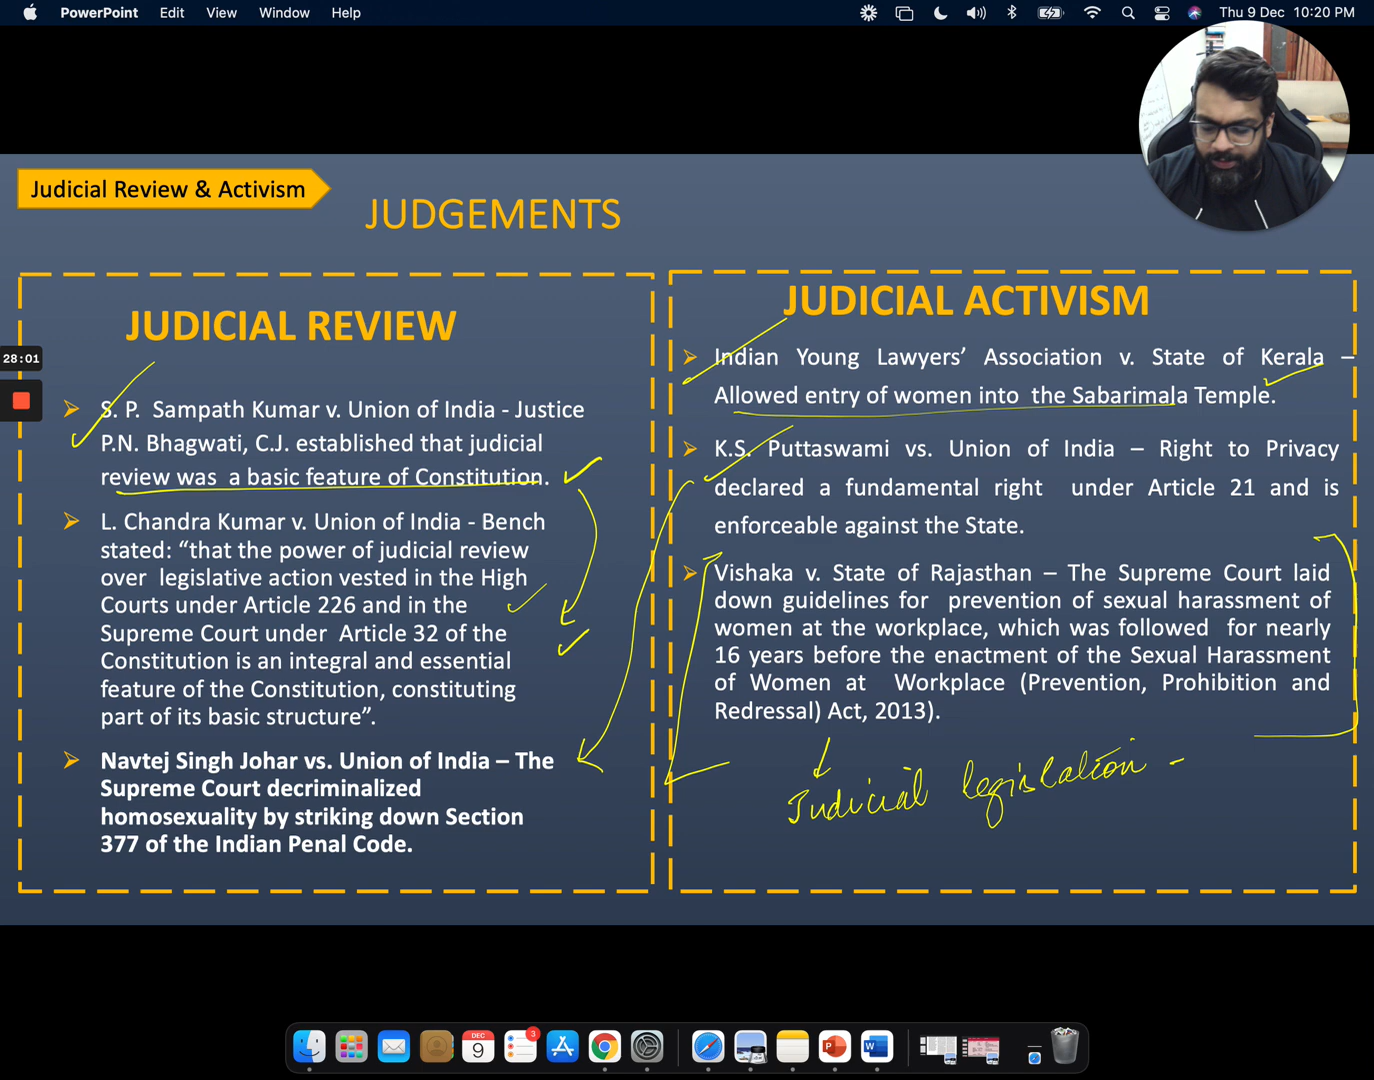 PowerPoint Edit View Window Help Thu 9 Dec 10:20 PM
Judicial Review & Activism
JUDGEMENTS
28:01
JUDICIAL REVIEW
S. P. Sampath Kumar v. Union of India - Justice
P.N. Bhagwati, C.J. established that judicial
review was a basic feature of Constitution.
L. Chandra Kumar v. Union of India - Bench
stated: “that the power of judicial review
over legislative action vested in the High
Courts under Article 226 and in the
Supreme Court under Article 32 of the
Constitution is an integral and essential
feature of the Constitution, constituting
part of its basic structure”.
Navtej Singh Johar vs. Union of India – The
Supreme Court decriminalized
homosexuality by striking down Section
377 of the Indian Penal Code.
JUDICIAL ACTIVISM
Indian Young Lawyers’ Association v. State of Kerala –
Allowed entry of women into the Sabarimala Temple.
K.S. Puttaswami vs. Union of India – Right to Privacy
declared a fundamental right under Article 21 and is
enforceable against the State.
Vishaka v. State of Rajasthan – The Supreme Court laid
down guidelines for prevention of sexual harassment of
women at the workplace, which was followed for nearly
16 years before the enactment of the Sexual Harassment
of Women at Workplace (Prevention, Prohibition and
Redressal) Act, 2013).
Judicial legislation -
DEC
9
3
P
W